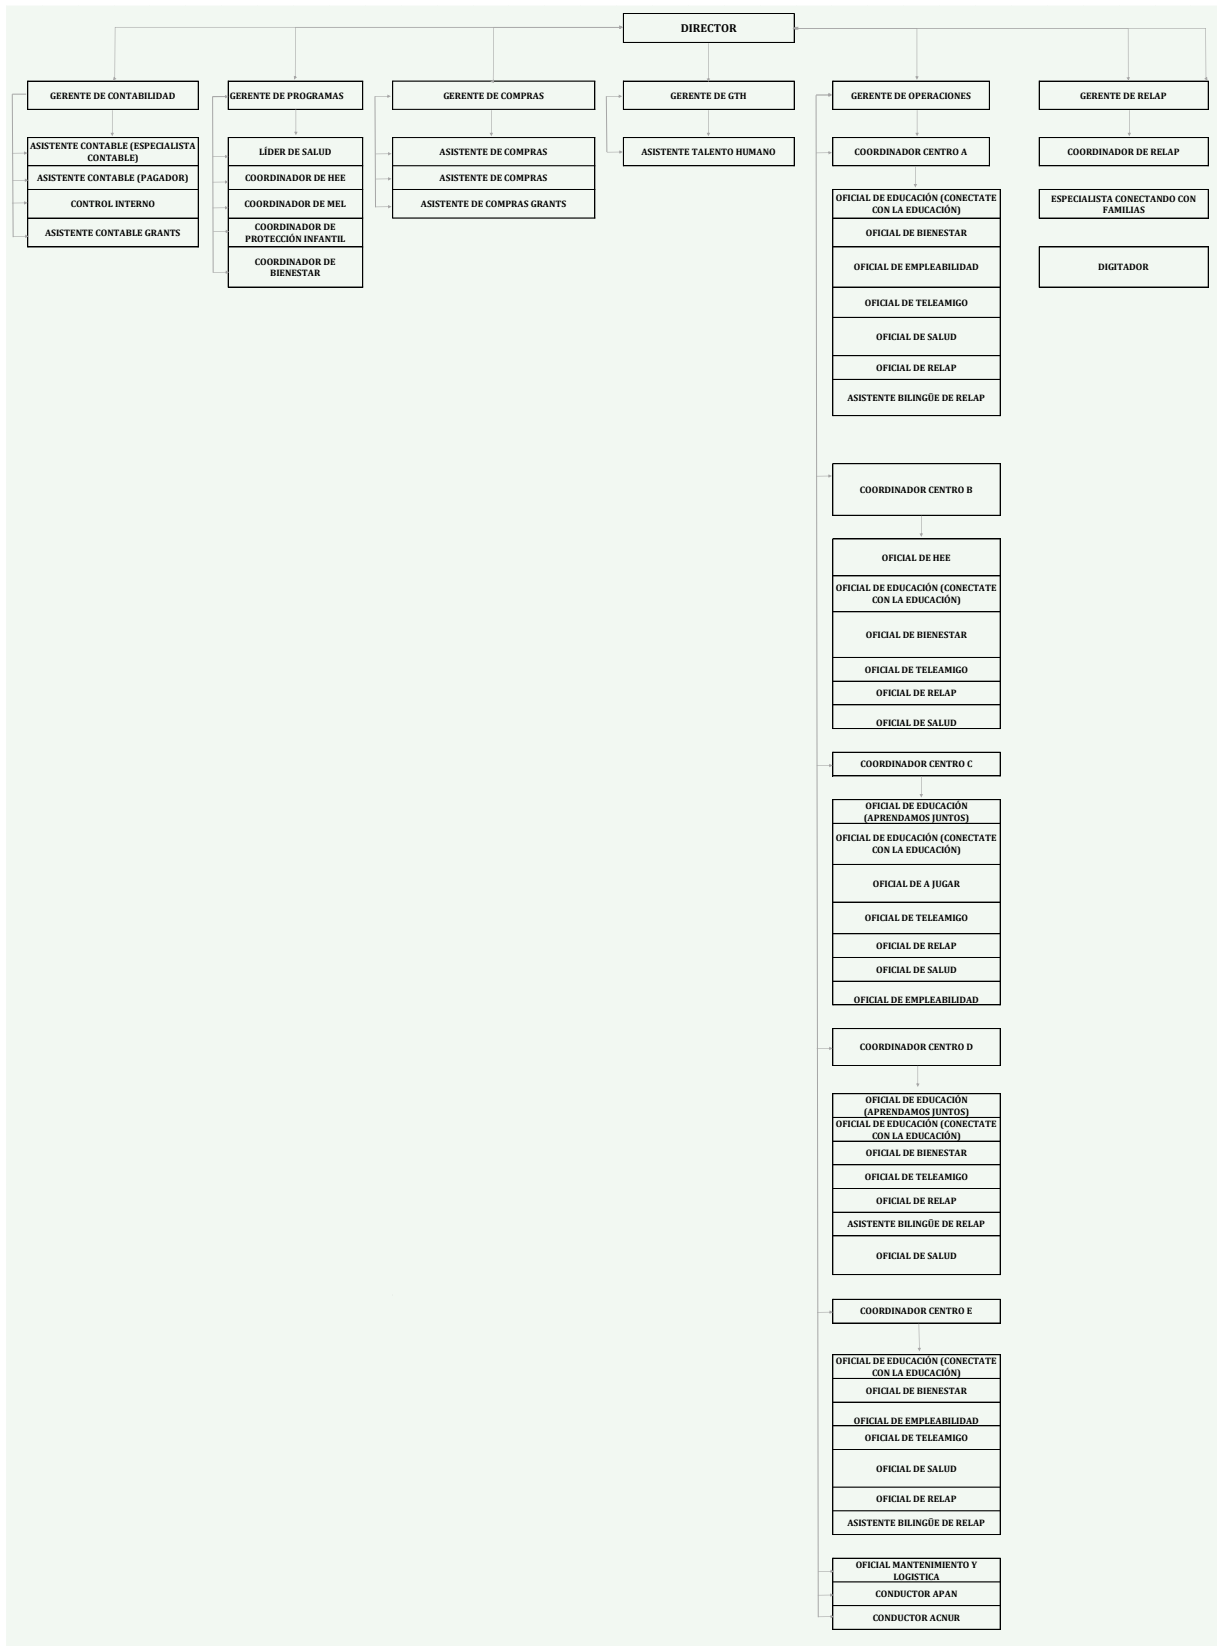 DIRECTOR
GERENTE DE CONTABILIDAD
ASISTENTE CONTABLE (ESPECIALISTA
CONTABLE)
ASISTENTE CONTABLE (PAGADOR)
CONTROL INTERNO
ASISTENTE CONTABLE GRANTS
GERENTE DE PROGRAMAS
LÍDER DE SALUD
COORDINADOR DE HEE
COORDINADOR DE MEL
COORDINADOR DE
PROTECCIÓN INFANTIL
COORDINADOR DE
BIENESTAR
GERENTE DE COMPRAS
ASISTENTE DE COMPRAS
ASISTENTE DE COMPRAS
ASISTENTE DE COMPRAS GRANTS
GERENTE DE GTH
ASISTENTE TALENTO HUMANO
GERENTE DE OPERACIONES
COORDINADOR CENTRO A
OFICIAL DE EDUCACIÓN (CONECTATE
CON LA EDUCACIÓN)
OFICIAL DE BIENESTAR
OFICIAL DE EMPLEABILIDAD
OFICIAL DE TELEAMIGO
OFICIAL DE SALUD
OFICIAL DE RELAP
ASISTENTE BILINGÜE DE RELAP
COORDINADOR CENTRO B
OFICIAL DE HEE
OFICIAL DE EDUCACIÓN (CONECTATE
CON LA EDUCACIÓN)
OFICIAL DE BIENESTAR
OFICIAL DE TELEAMIGO
OFICIAL DE RELAP
OFICIAL DE SALUD
COORDINADOR CENTRO C
OFICIAL DE EDUCACIÓN
(APRENDAMOS JUNTOS)
OFICIAL DE EDUCACIÓN (CONECTATE
CON LA EDUCACIÓN)
OFICIAL DE A JUGAR
OFICIAL DE TELEAMIGO
OFICIAL DE RELAP
OFICIAL DE SALUD
OFICIAL DE EMPLEABILIDAD
COORDINADOR CENTRO D
OFICIAL DE EDUCACIÓN
(APRENDAMOS JUNTOS)
OFICIAL DE EDUCACIÓN (CONECTATE
CON LA EDUCACIÓN)
OFICIAL DE BIENESTAR
OFICIAL DE TELEAMIGO
OFICIAL DE RELAP
ASISTENTE BILINGÜE DE RELAP
OFICIAL DE SALUD
COORDINADOR CENTRO E
OFICIAL DE EDUCACIÓN (CONECTATE
CON LA EDUCACIÓN)
OFICIAL DE BIENESTAR
OFICIAL DE EMPLEABILIDAD
OFICIAL DE TELEAMIGO
OFICIAL DE SALUD
OFICIAL DE RELAP
ASISTENTE BILINGÜE DE RELAP
OFICIAL MANTENIMIENTO Y
LOGISTICA
CONDUCTOR APAN
CONDUCTOR ACNUR
GERENTE DE RELAP
COORDINADOR DE RELAP
ESPECIALISTA CONECTANDO CON
FAMILIAS
DIGITADOR